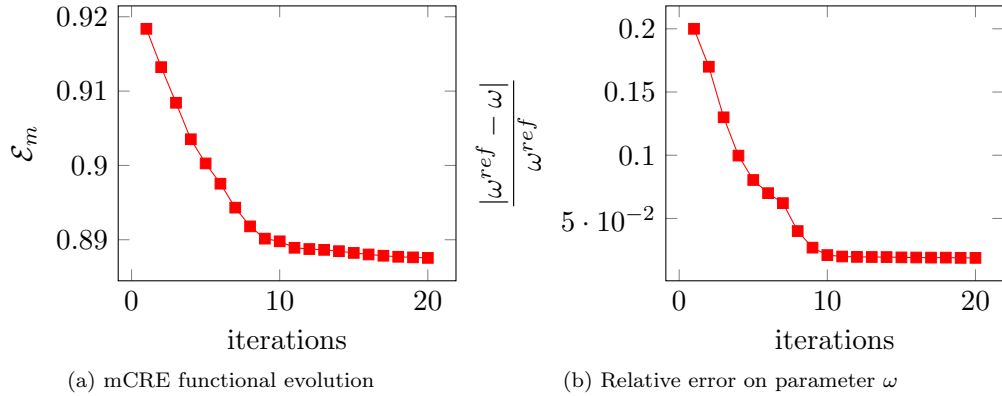 0.92
0.91
0.9
0.89
ℰm
0
10
20
iterations
(a) mCRE functional evolution
0.2
0.15
0.1
5 · 10⁻²
|ω^ref − ω|
ω^ref
0
10
20
iterations
(b) Relative error on parameter ω